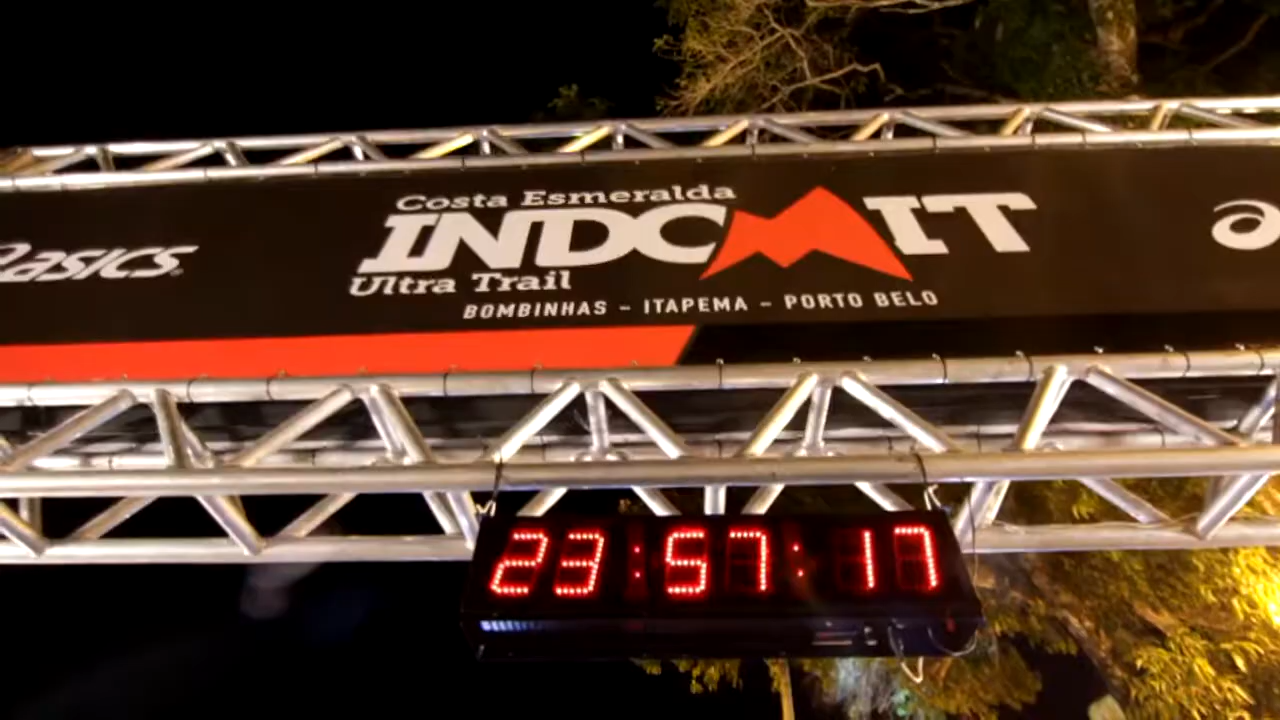 asics
Costa Esmeralda
INDOMIT
Ultra Trail
BOMBINHAS - ITAPEMA - PORTO BELO
23:57:17